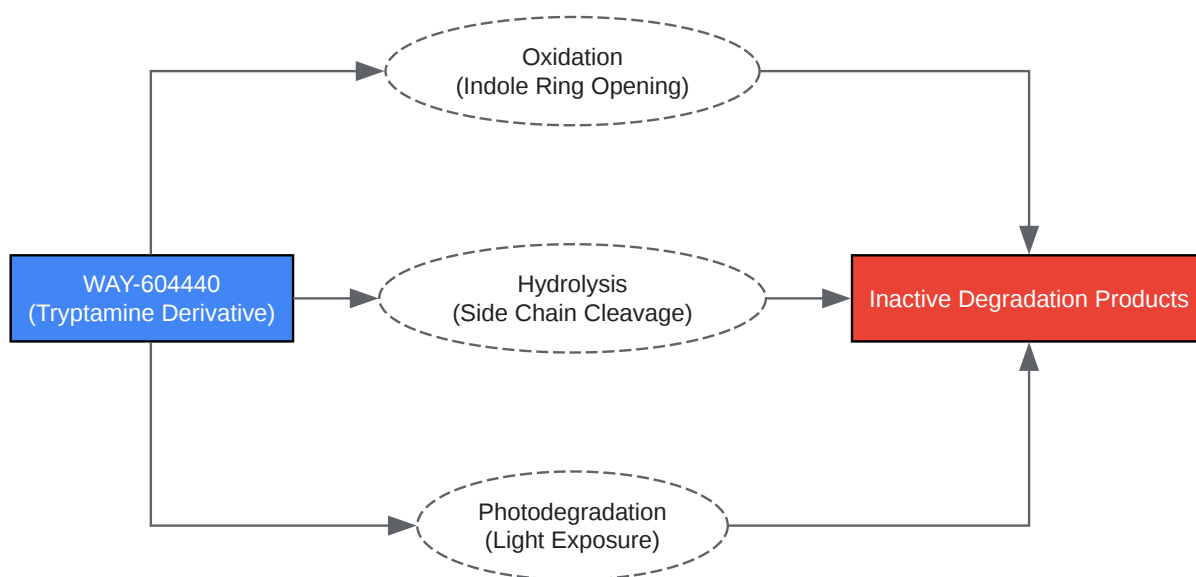 Oxidation
(Indole Ring Opening)
WAY-604440
(Tryptamine Derivative)
Hydrolysis
(Side Chain Cleavage)
Inactive Degradation Products
Photodegradation
(Light Exposure)